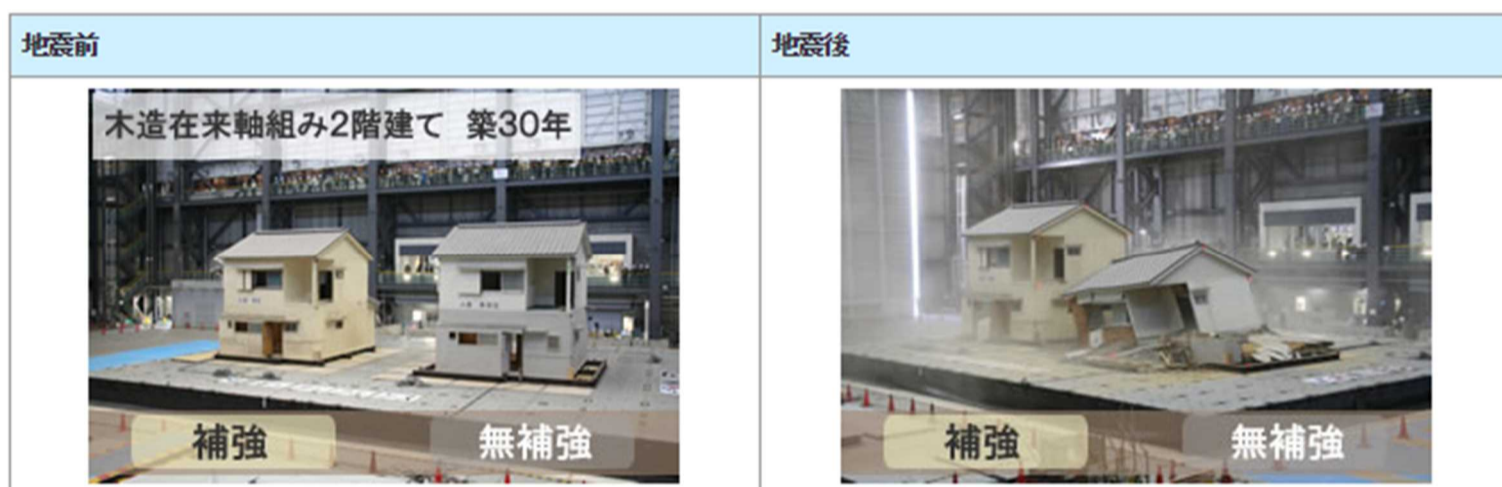 地震前
地震後
木造在来軸組み2階建て 築30年
補強
無補強
補強
無補強